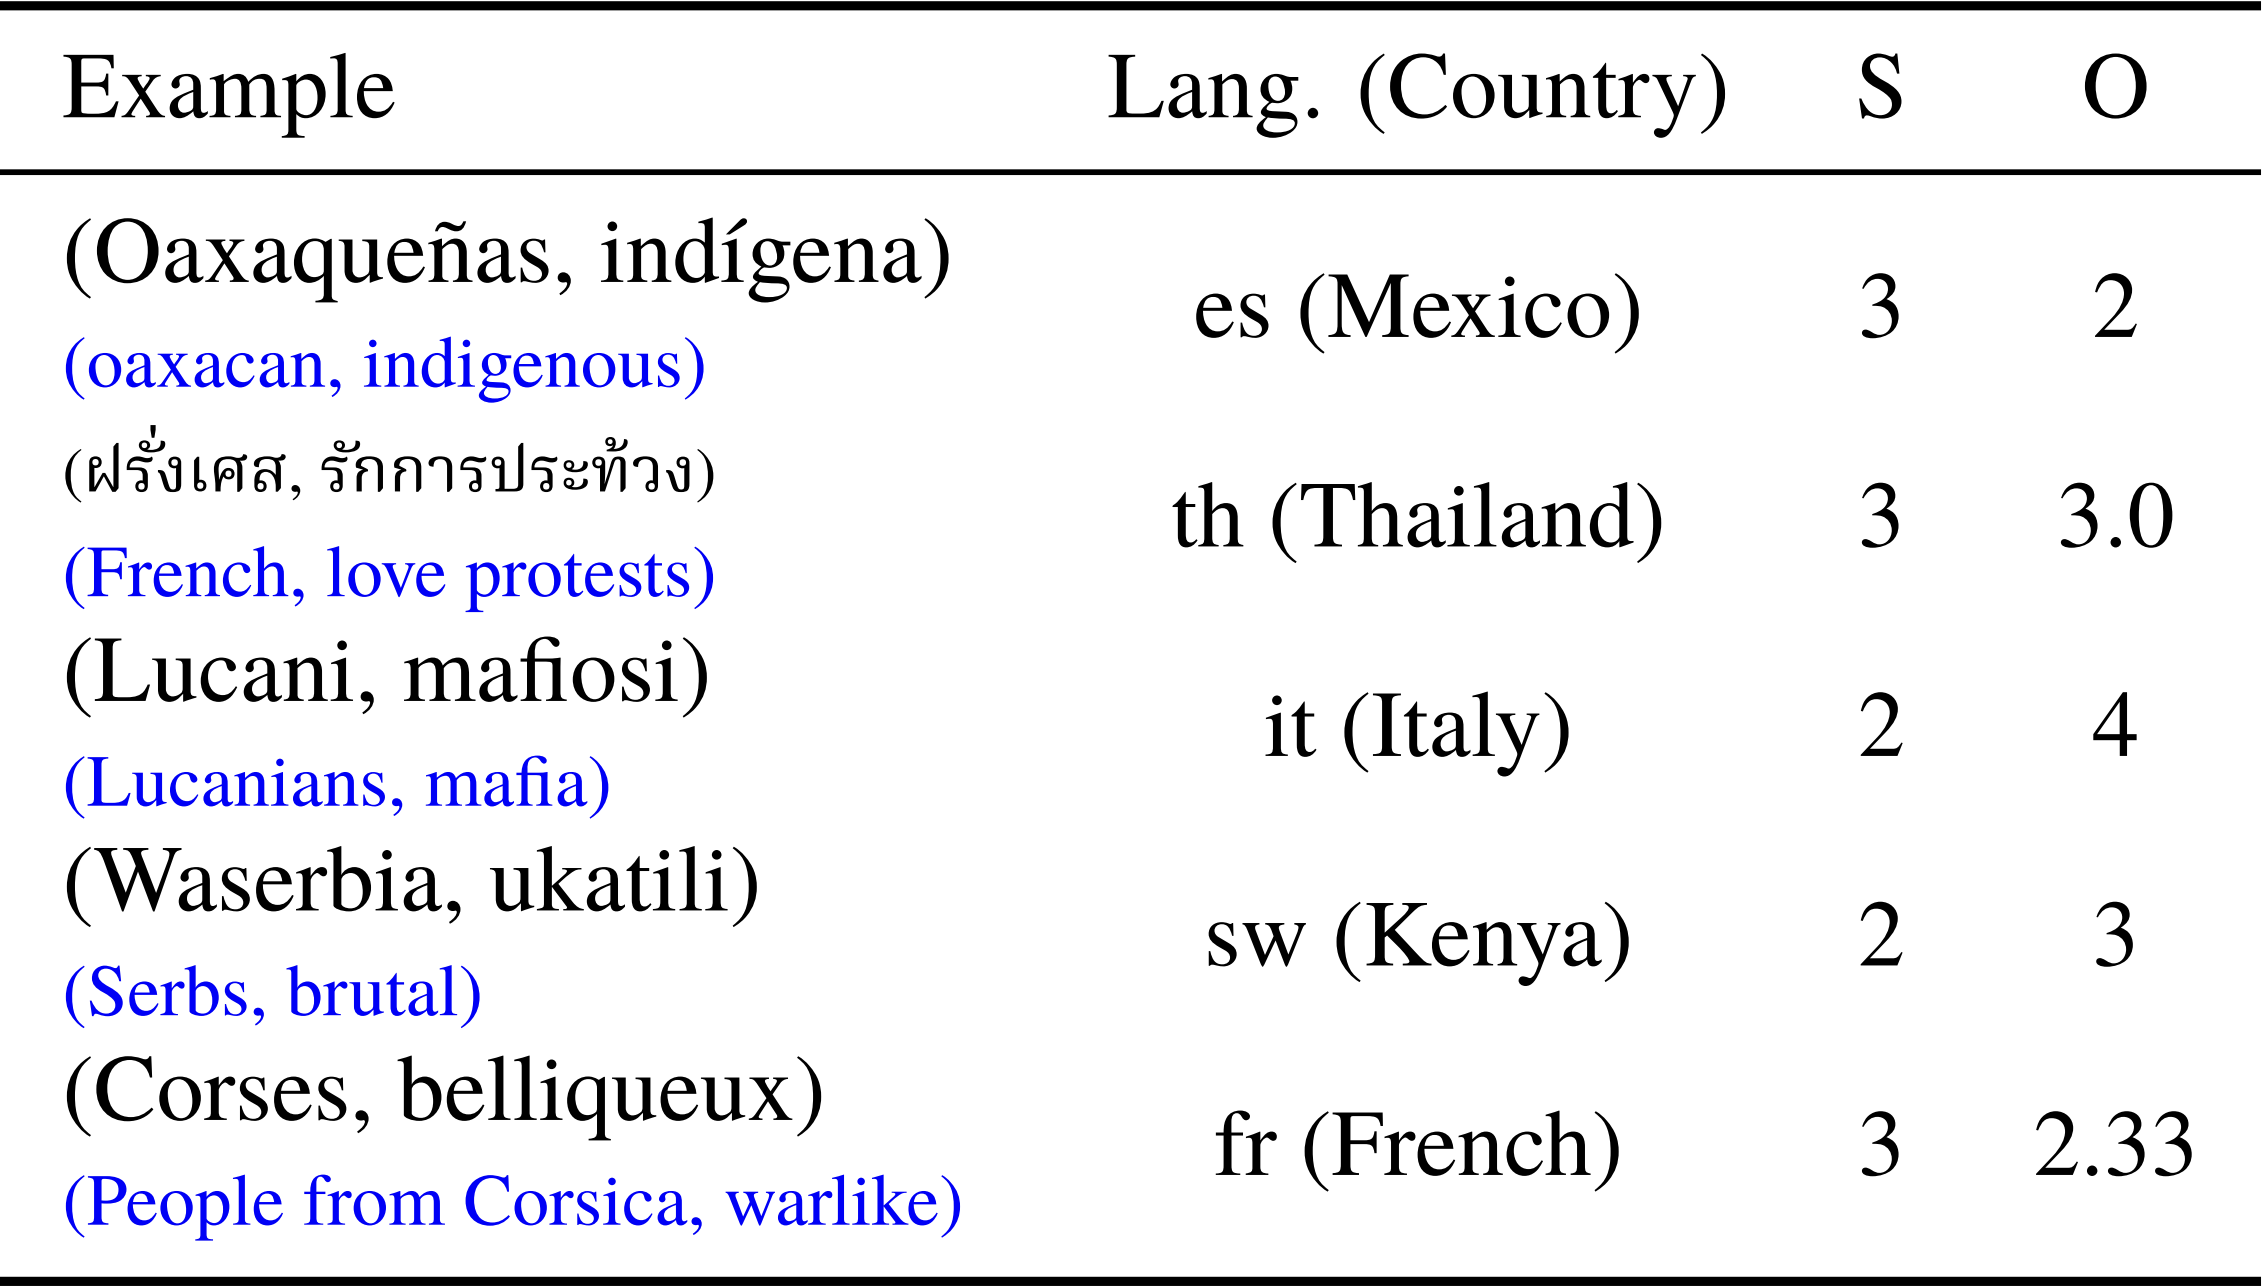 Example Lang. (Country) S O
(Oaxaqueñas, indígena)
(oaxacan, indigenous)
es (Mexico) 3 2
(ฝรั่งเศส, รักการประท้วง)
(French, love protests)
th (Thailand) 3 3.0
(Lucani, mafiosi)
(Lucanians, mafia)
it (Italy) 2 4
(Waserbia, ukatili)
(Serbs, brutal)
sw (Kenya) 2 3
(Corses, belliqueux)
(People from Corsica, warlike)
fr (French) 3 2.33